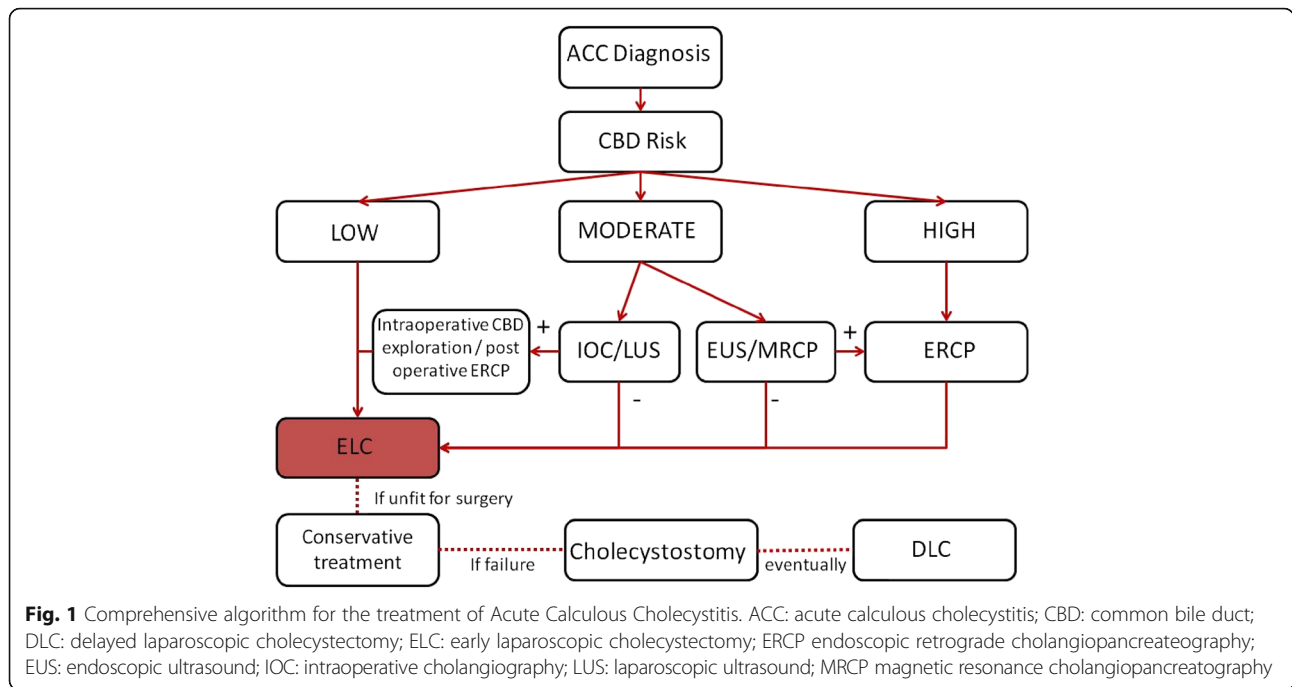 ACC Diagnosis
CBD Risk
LOW
MODERATE
HIGH
Intraoperative CBD
exploration / post
operative ERCP
+
IOC/LUS
EUS/MRCP
+
ERCP
-
-
ELC
If unfit for surgery
Conservative
treatment
If failure
Cholecystostomy
eventually
DLC
Fig. 1 Comprehensive algorithm for the treatment of Acute Calculous Cholecystitis. ACC: acute calculous cholecystitis; CBD: common bile duct;
DLC: delayed laparoscopic cholecystectomy; ELC: early laparoscopic cholecystectomy; ERCP endoscopic retrograde cholangiopancreateography;
EUS: endoscopic ultrasound; IOC: intraoperative cholangiography; LUS: laparoscopic ultrasound; MRCP magnetic resonance cholangiopancreatography